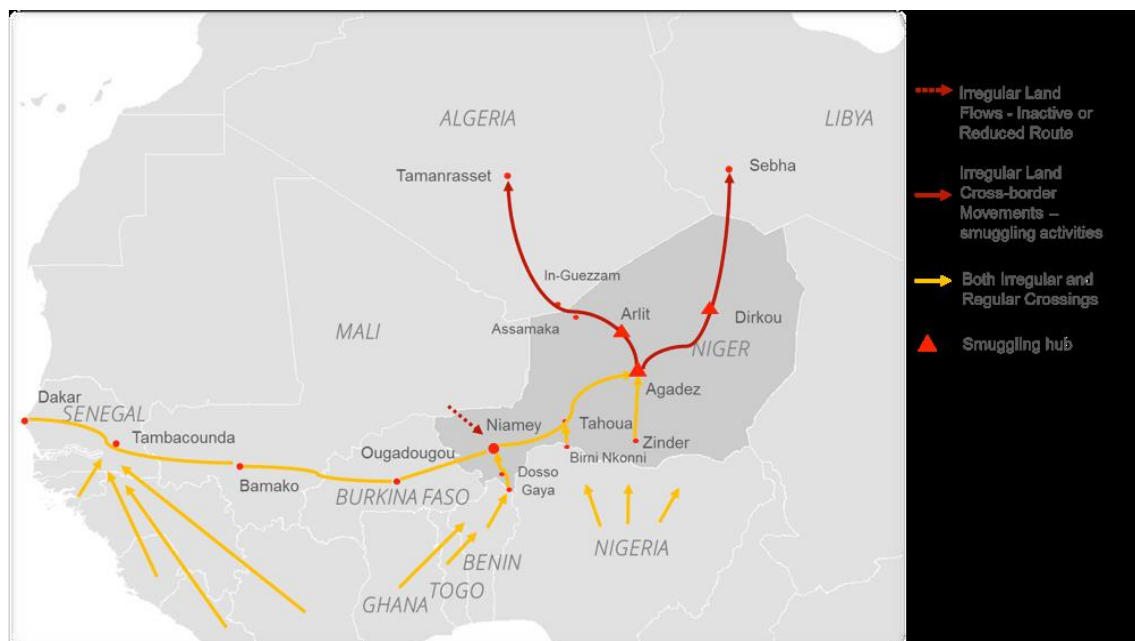 ALGERIA
LIBYA
Tamanrasset
Sebha
In-Guezzam
Arlit
Dirkou
Assamaka
MALI
NIGER
Agadez
Dakar
SENEGAL
Niamey
Tahoua
Tambacounda
Zinder
Ougadougou
Birni Nkonni
Bamako
Dosso
BURKINA FASO
Gaya
NIGERIA
BENIN
TOGO
GHANA
Irregular Land
Flows - Inactive or
Reduced Route
Irregular Land
Cross-border
Movements –
smuggling activities
Both Irregular and
Regular Crossings
Smuggling hub